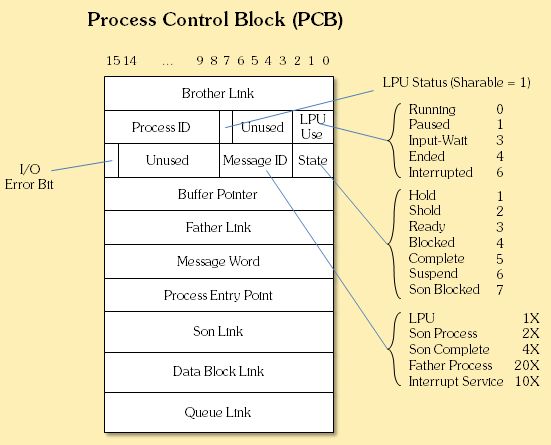 Process Control Block (PCB)
15 14 ... 9 8 7 6 5 4 3 2 1 0
Brother Link
Process ID
Unused
LPU
Use
I/O
Error Bit
Unused
Message ID
State
Buffer Pointer
Father Link
Message Word
Process Entry Point
Son Link
Data Block Link
Queue Link
LPU Status (Sharable = 1)
Running 0
Paused 1
Input-Wait 3
Ended 4
Interrupted 6
Hold 1
Shold 2
Ready 3
Blocked 4
Complete 5
Suspend 6
Son Blocked 7
LPU 1X
Son Process 2X
Son Complete 4X
Father Process 20X
Interrupt Service 10X